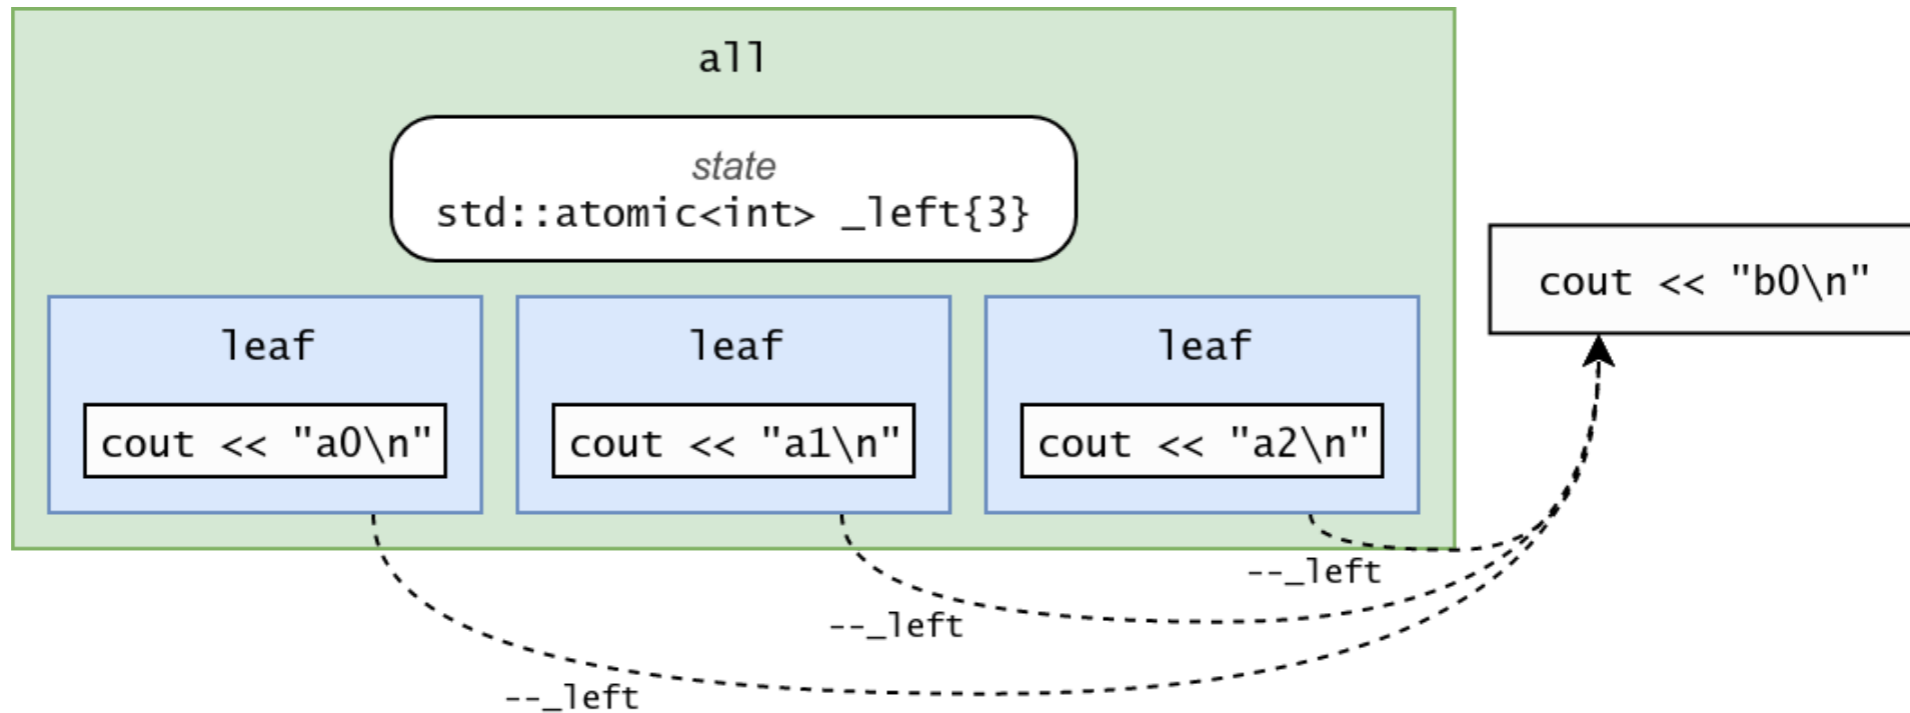 all
state
std::atomic<int> _left{3}
cout << "b0\n"
leaf
leaf
leaf
cout << "a0\n"
cout << "a1\n"
cout << "a2\n"
--_left
--_left
--_left